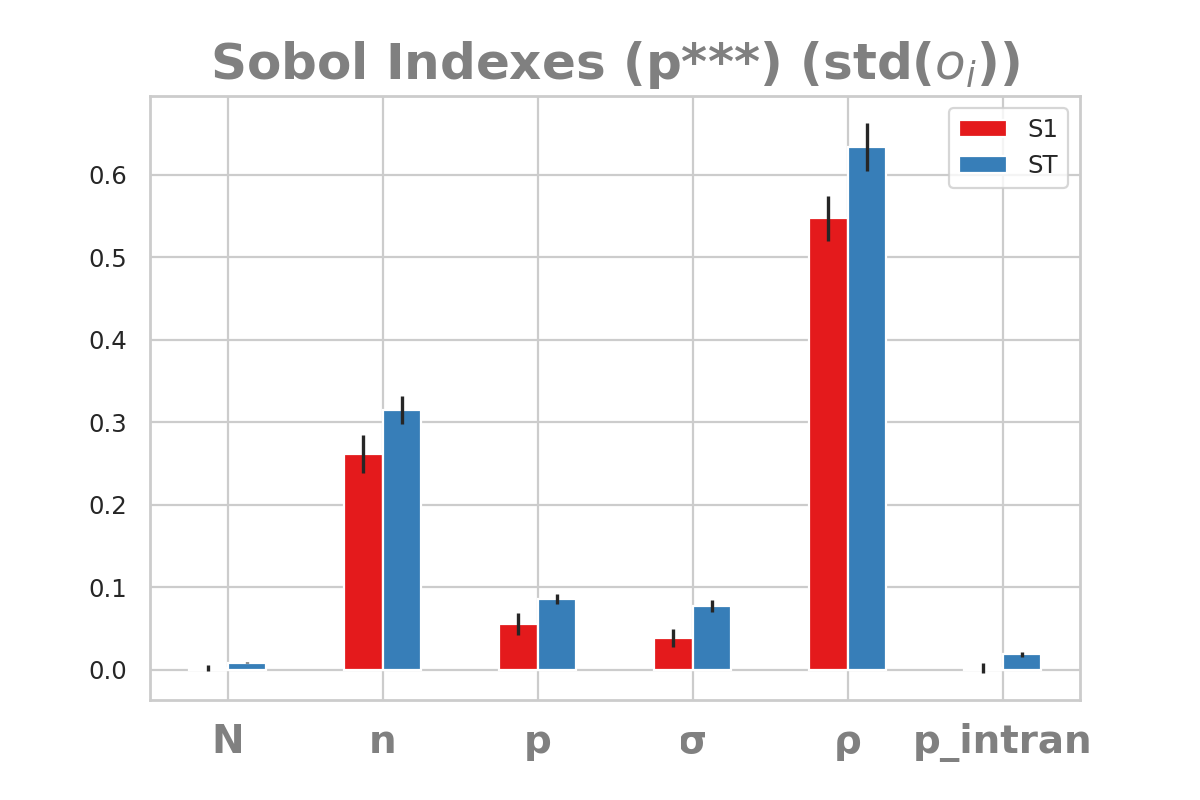 Sobol Indexes (p***) (std(oᵢ))
S1
ST
0.6
0.5
0.4
0.3
0.2
0.1
0.0
N n p σ ρ p_intran